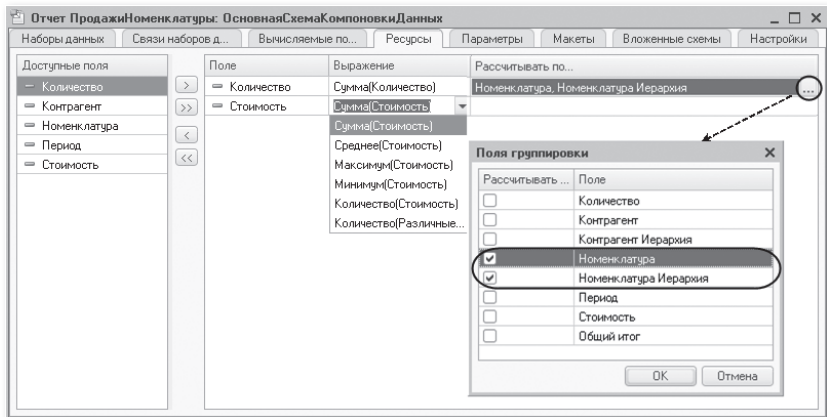 Отчет ПродажиНоменклатуры: ОсновнаяСхемаКомпоновкиДанных
Наборы данных
Связи наборов д...
Вычисляемые по...
Ресурсы
Параметры
Макеты
Вложенные схемы
Настройки
Доступные поля
Количество
Контрагент
Номенклатура
Период
Стоимость
>
>>
<
<<
Поле
Выражение
Рассчитывать по...
Количество
Сумма(Количество)
Номенклатура, Номенклатура Иерархия
...
Стоимость
Сумма(Стоимость)
Сумма(Стоимость)
Среднее(Стоимость)
Максимум(Стоимость)
Минимум(Стоимость)
Количество(Стоимость)
Количество(Различные...
Поля группировки
Рассчитывать ...
Поле
Количество
Контрагент
Контрагент Иерархия
Номенклатура
Номенклатура Иерархия
Период
Стоимость
Общий итог
OK
Отмена